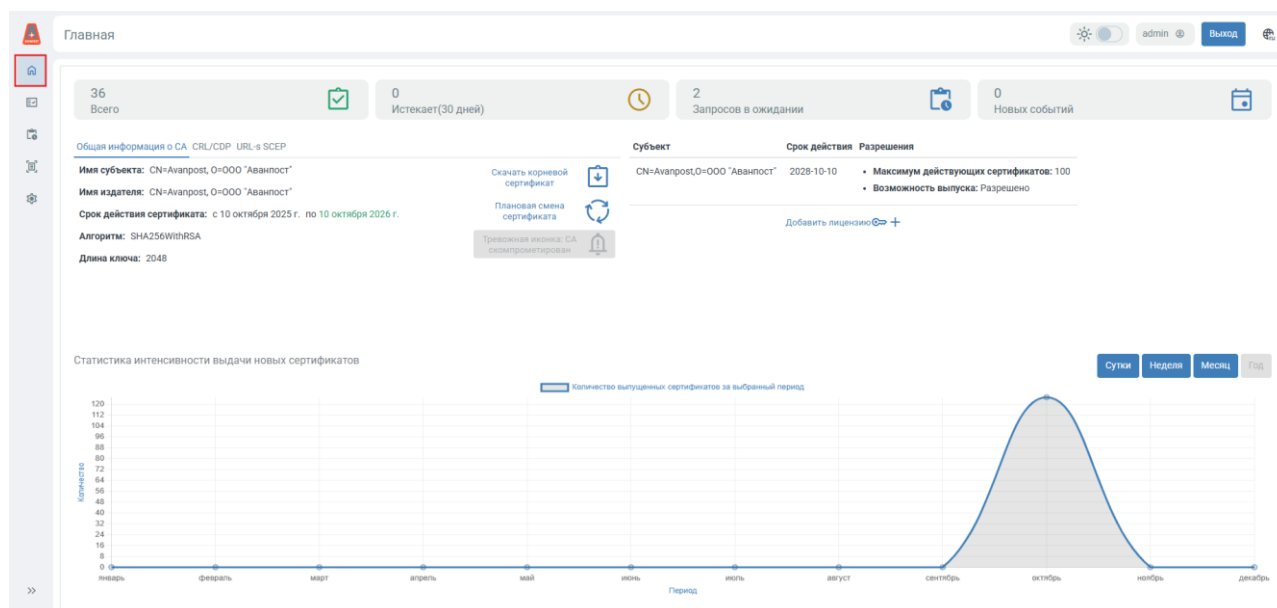 Главная
admin
Выход
ru
36
Всего
0
Истекает(30 дней)
2
Запросов в ожидании
0
Новых событий
Общая информация о CA CRL/CDP URL-s SCEP
Имя субъекта: CN=Avanpost, O=ООО "Аванпост"
Имя издателя: CN=Avanpost, O=ООО "Аванпост"
Срок действия сертификата: с 10 октября 2025 г. по 10 октября 2026 г.
Алгоритм: SHA256WithRSA
Длина ключа: 2048
Скачать корневой
сертификат
Плановая смена
сертификата
Тревожная иконка: CA
скомпрометирован
Субъект Срок действия Разрешения
CN=Avanpost,O=ООО "Аванпост" 2028-10-10 • Максимум действующих сертификатов: 100
• Возможность выпуска: Разрешено
Добавить лицензию
Статистика интенсивности выдачи новых сертификатов
Сутки Неделя Месяц Год
Количество выпущенных сертификатов за выбранный период
120
112
104
96
88
80
72
64
56
48
40
32
24
16
8
0
Количество
январь февраль март апрель май июнь июль август сентябрь октябрь ноябрь декабрь
Период